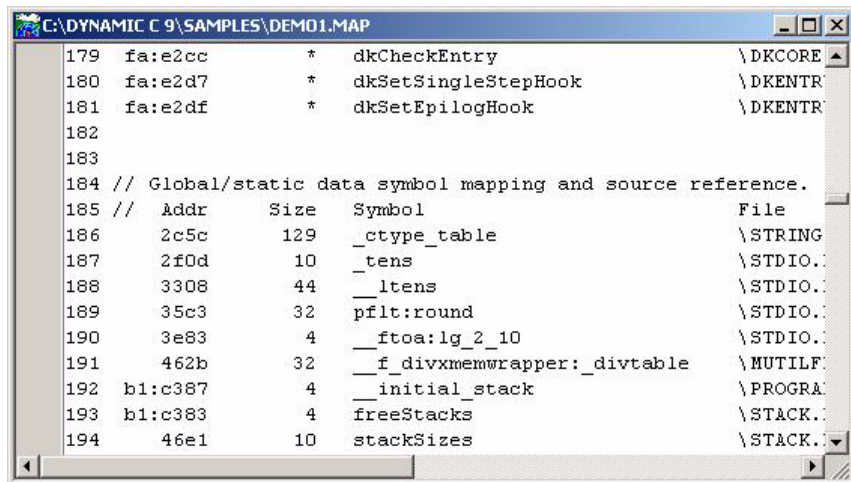 C:\DYNAMIC C 9\SAMPLES\DEMO1.MAP
179 fa:e2cc * dkCheckEntry \DKCORE
180 fa:e2d7 * dkSetSingleStepHook \DKENTR
181 fa:e2df * dkSetEpilogHook \DKENTR
182
183
184 // Global/static data symbol mapping and source reference.
185 // Addr Size Symbol File
186 2c5c 129 _ctype_table \STRING
187 2f0d 10 _tens \STDIO.
188 3308 44 __ltens \STDIO.
189 35c3 32 pflt:round \STDIO.
190 3e83 4 __ftoa:lg_2_10 \STDIO.
191 462b 32 __f_divxmemwrapper:_divtable \MUTILF
192 b1:c387 4 __initial_stack \PROGRA
193 b1:c383 4 freeStacks \STACK.
194 46e1 10 stackSizes \STACK.